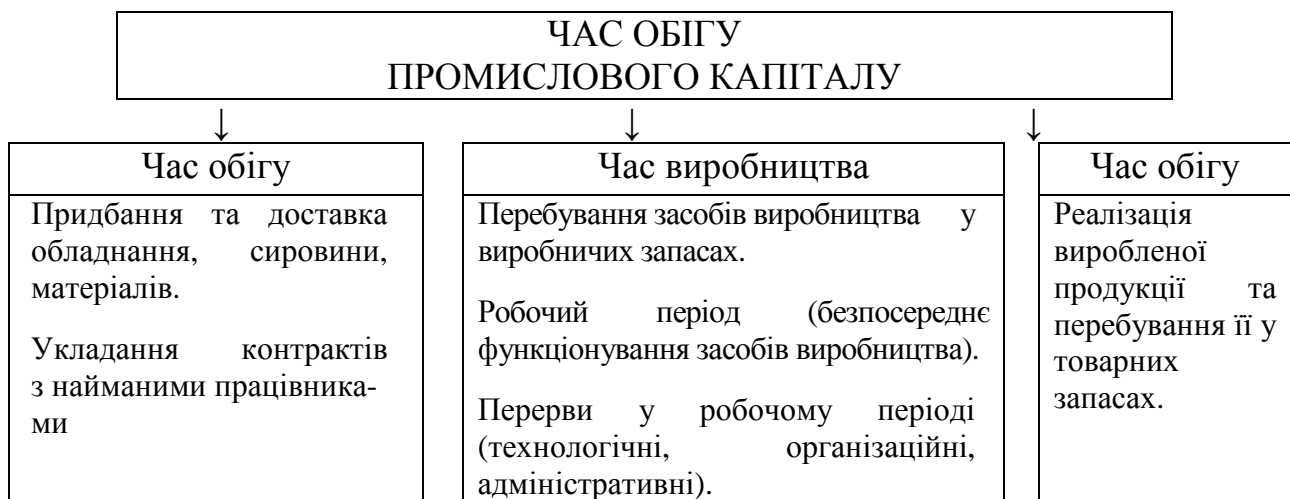 ЧАС ОБІГУ
ПРОМИСЛОВОГО КАПІТАЛУ
↓ ↓ ↓
Час обігу
Придбання та доставка
обладнання, сировини,
матеріалів.
Укладання контрактів
з найманими працівника-
ми
Час виробництва
Перебування засобів виробництва у
виробничих запасах.
Робочий період (безпосереднє
функціонування засобів виробництва).
Перерви у робочому періоді
(технологічні, організаційні,
адміністративні).
Час обігу
Реалізація
виробленої
продукції та
перебування її у
товарних
запасах.